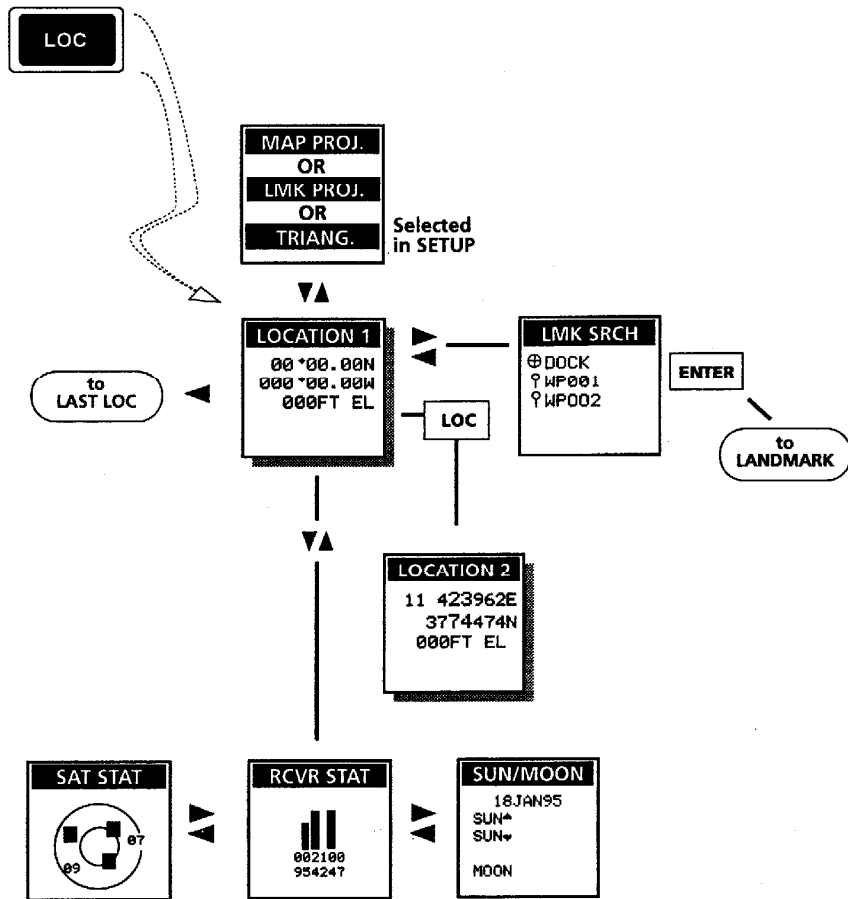 LOC
MAP PROJ.
OR
LMK PROJ.
OR
TRIANG.
Selected
in SETUP
LOCATION 1
00°00.00N
000°00.00W
000FT EL
to
LAST LOC
LOC
LMK SRCH
DOCK
WP001
WP002
ENTER
to
LANDMARK
LOCATION 2
11 423962E
3774474N
000FT EL
SAT STAT
07
09
RCVR STAT
002100
954247
SUN/MOON
18JAN95
SUN
SUN
MOON